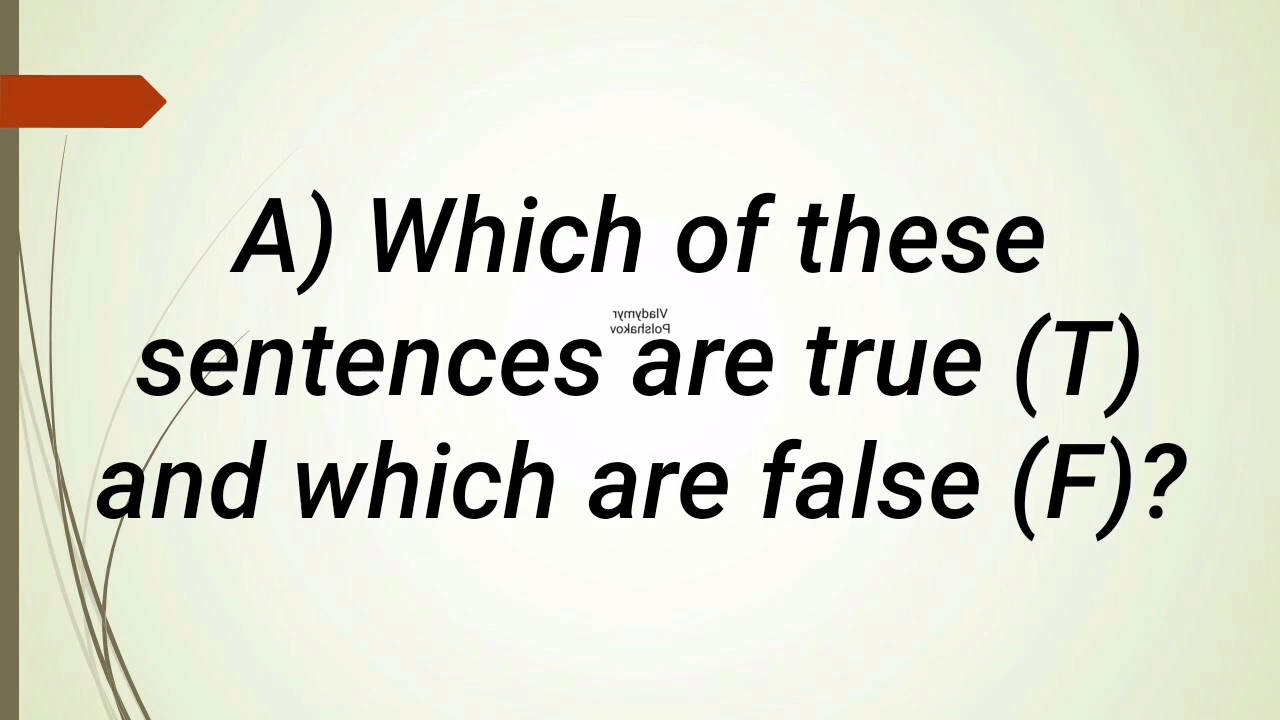 A) Which of these
Vladymyr
Polshakov
sentences are true (T)
and which are false (F)?